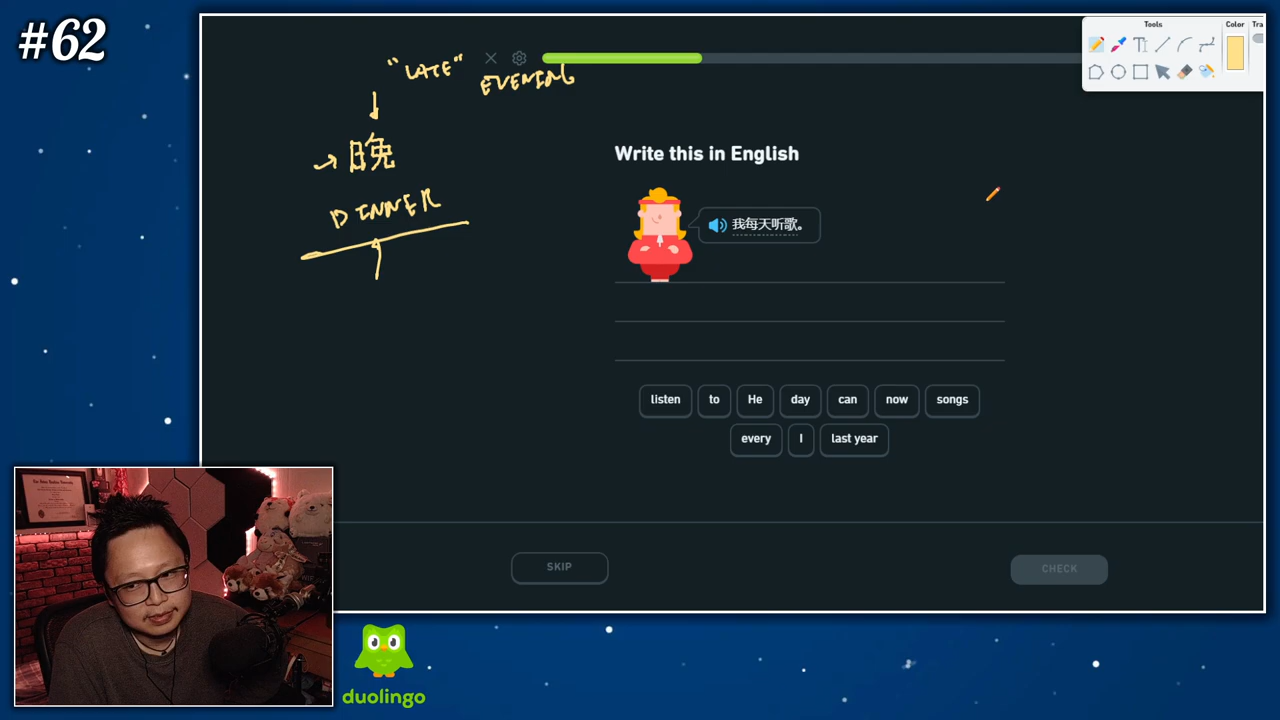 #62
"LATE"
EVENING
晚
DINNER
Tools
Color
Tra
Write this in English
我每天听歌。
listen
to
He
day
can
now
songs
every
I
last year
SKIP
CHECK
duolingo